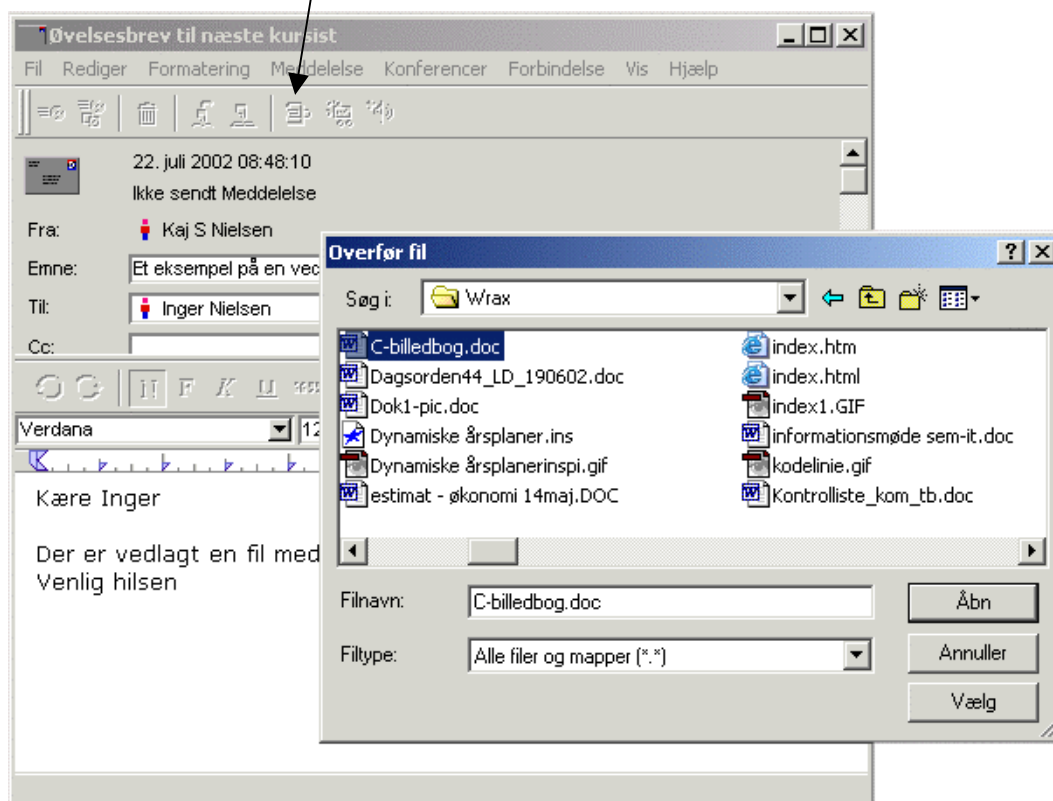 Øvelsesbrev til næste kursist
Fil Rediger Formatering Meddelelse Konferencer Forbindelse Vis Hjælp
22. juli 2002 08:48:10
Ikke sendt Meddelelse
Fra: Kaj S Nielsen
Emne: Et eksempel på en vec
Til: Inger Nielsen
Cc:
F K U
Verdana 12
Kære Inger
Der er vedlagt en fil med
Venlig hilsen
Overfør fil
Søg i: Wrax
C-billedbog.doc
Dagsorden44_LD_190602.doc
Dok1-pic.doc
Dynamiske årsplaner.ins
Dynamiske årsplanerinspi.gif
estimat - økonomi 14maj.DOC
index.htm
index.html
index1.GIF
informationsmøde sem-it.doc
kodelinie.gif
Kontrolliste_kom_tb.doc
Filnavn: C-billedbog.doc Åbn
Filtype: Alle filer og mapper (*.*) Annuller
Vælg